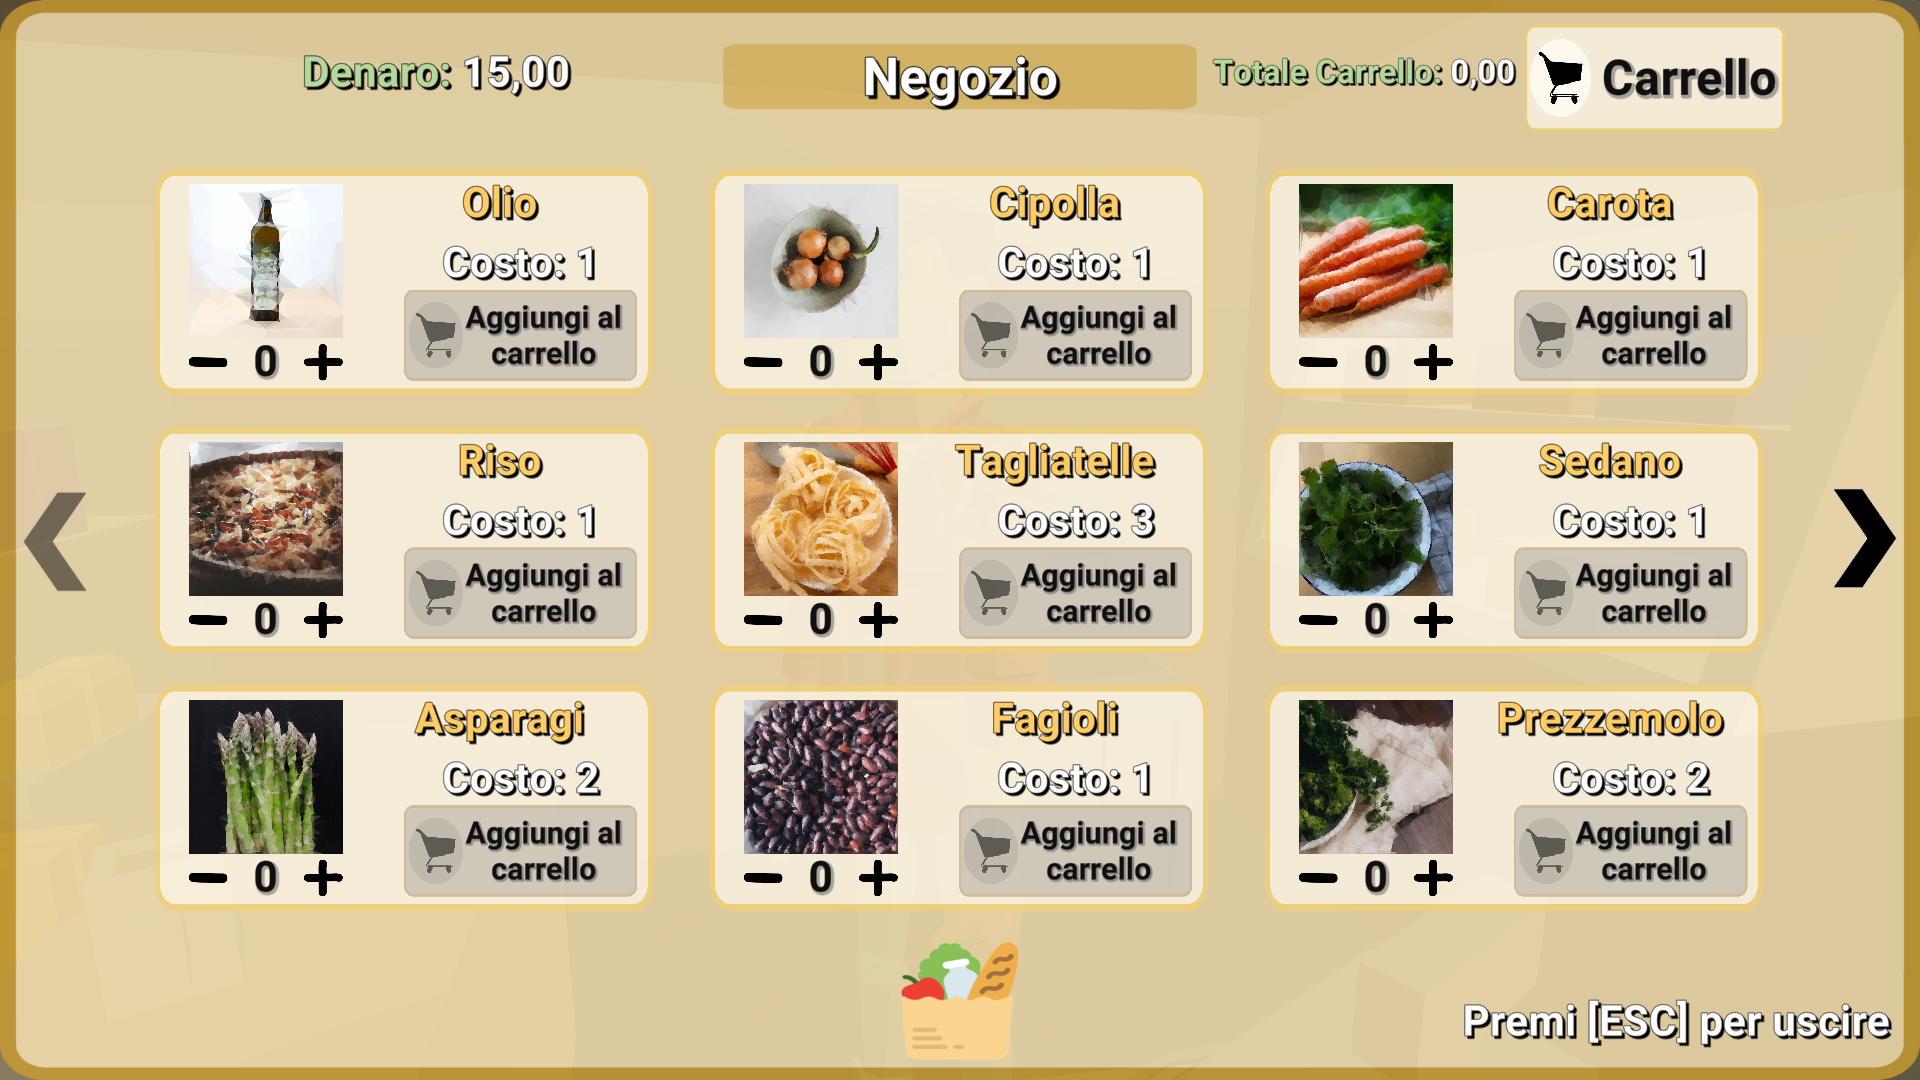 Denaro: 15,00
Negozio
Totale Carrello: 0,00
Carrello
Olio
Costo: 1
Aggiungi al
carrello
0
Cipolla
Costo: 1
Aggiungi al
carrello
0
Carota
Costo: 1
Aggiungi al
carrello
0
Riso
Costo: 1
Aggiungi al
carrello
0
Tagliatelle
Costo: 3
Aggiungi al
carrello
0
Sedano
Costo: 1
Aggiungi al
carrello
0
Asparagi
Costo: 2
Aggiungi al
carrello
0
Fagioli
Costo: 1
Aggiungi al
carrello
0
Prezzemolo
Costo: 2
Aggiungi al
carrello
0
Premi [ESC] per uscire